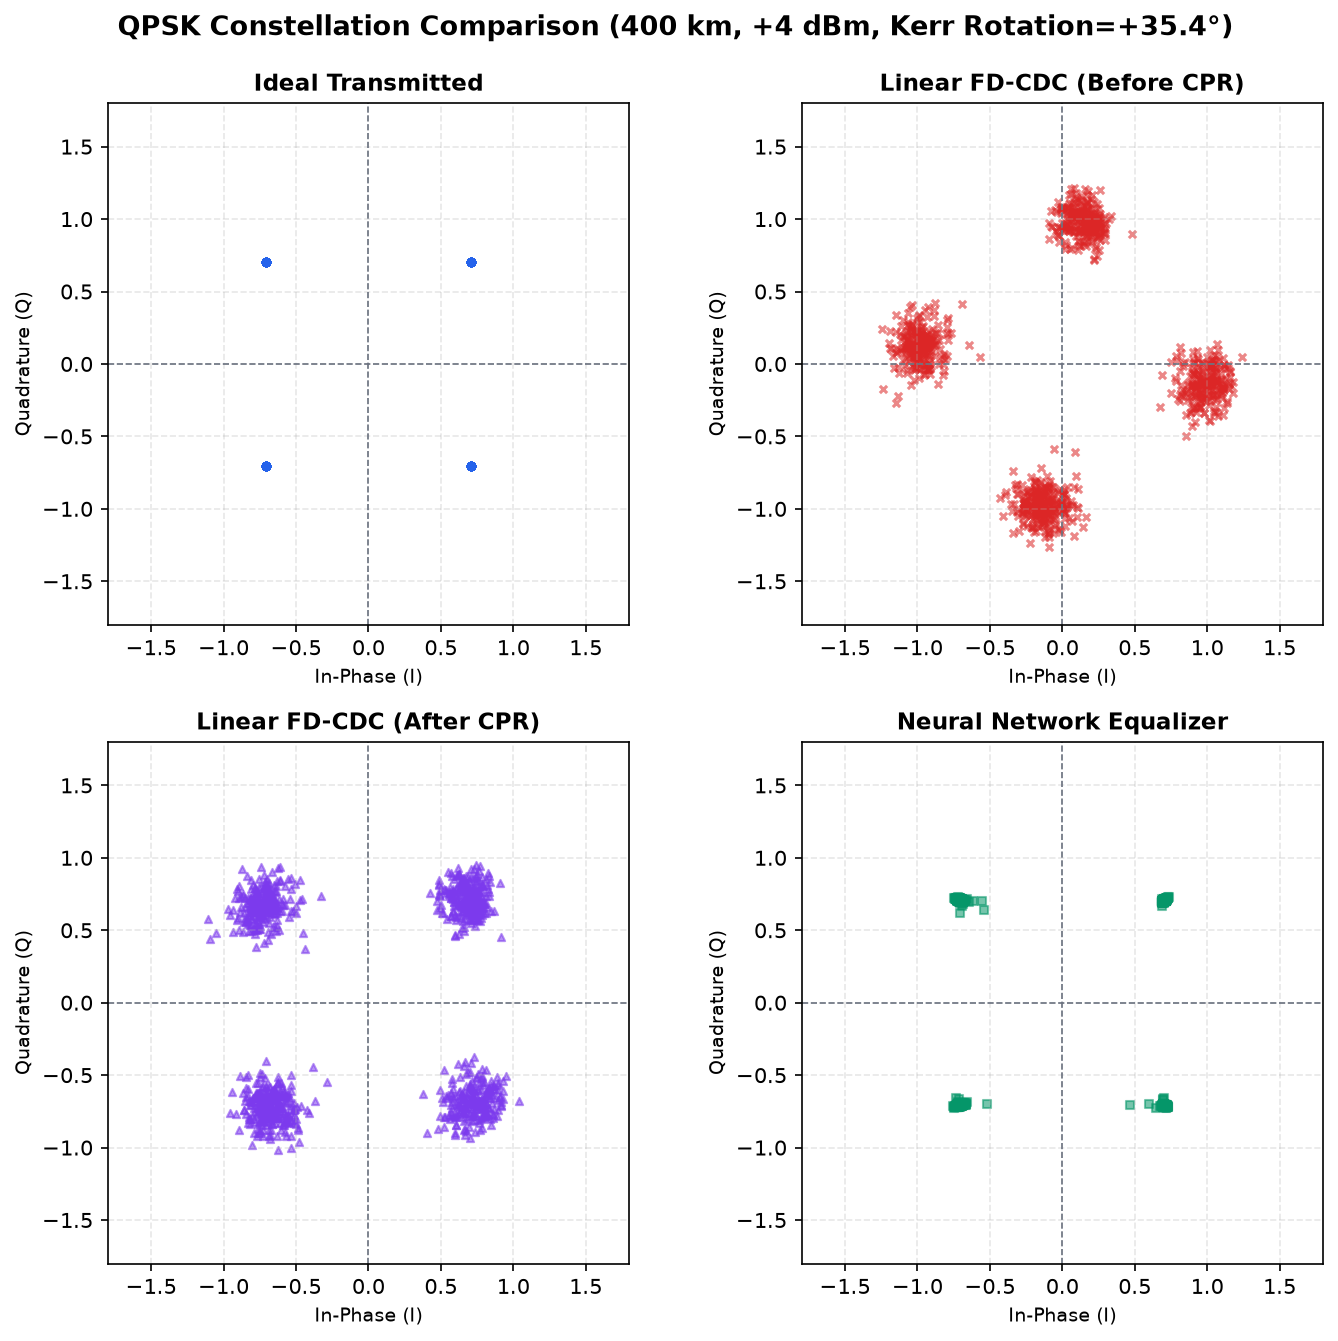 QPSK Constellation Comparison (400 km, +4 dBm, Kerr Rotation=+35.4°)
Ideal Transmitted
1.5
1.0
0.5
0.0
−0.5
−1.0
−1.5
Quadrature (Q)
−1.5 −1.0 −0.5 0.0 0.5 1.0 1.5
In-Phase (I)
Linear FD-CDC (Before CPR)
1.5
1.0
0.5
0.0
−0.5
−1.0
−1.5
Quadrature (Q)
−1.5 −1.0 −0.5 0.0 0.5 1.0 1.5
In-Phase (I)
Linear FD-CDC (After CPR)
1.5
1.0
0.5
0.0
−0.5
−1.0
−1.5
Quadrature (Q)
−1.5 −1.0 −0.5 0.0 0.5 1.0 1.5
In-Phase (I)
Neural Network Equalizer
1.5
1.0
0.5
0.0
−0.5
−1.0
−1.5
Quadrature (Q)
−1.5 −1.0 −0.5 0.0 0.5 1.0 1.5
In-Phase (I)